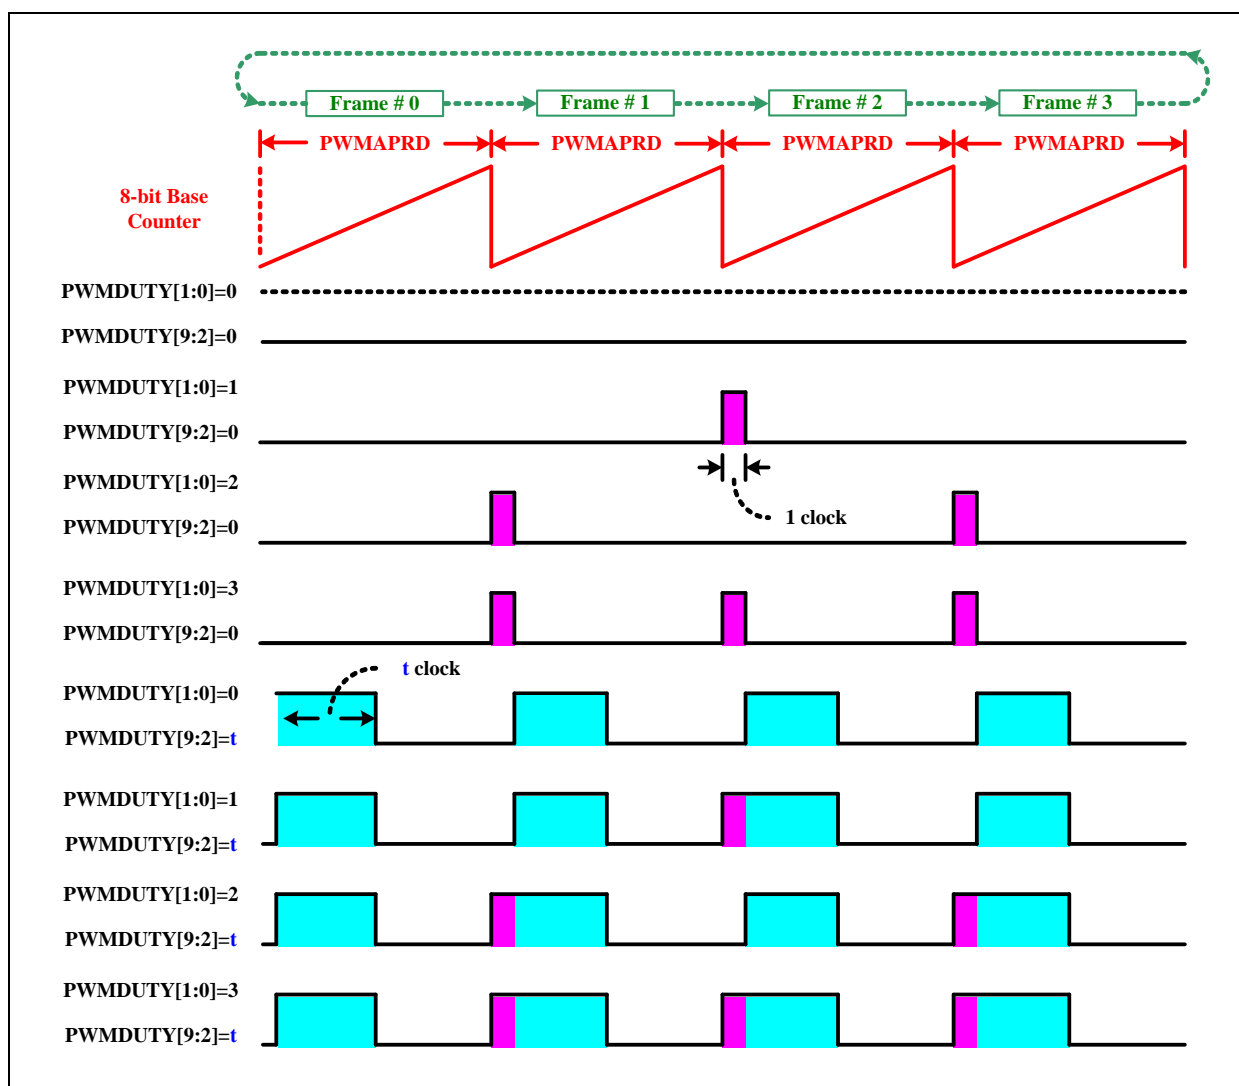 Frame # 0 Frame # 1 Frame # 2 Frame # 3
PWMAPRD PWMAPRD PWMAPRD PWMAPRD
8-bit Base
Counter
PWMDUTY[1:0]=0
PWMDUTY[9:2]=0
PWMDUTY[1:0]=1
PWMDUTY[9:2]=0
PWMDUTY[1:0]=2
1 clock
PWMDUTY[9:2]=0
PWMDUTY[1:0]=3
PWMDUTY[9:2]=0
t clock
PWMDUTY[1:0]=0
PWMDUTY[9:2]=t
PWMDUTY[1:0]=1
PWMDUTY[9:2]=t
PWMDUTY[1:0]=2
PWMDUTY[9:2]=t
PWMDUTY[1:0]=3
PWMDUTY[9:2]=t